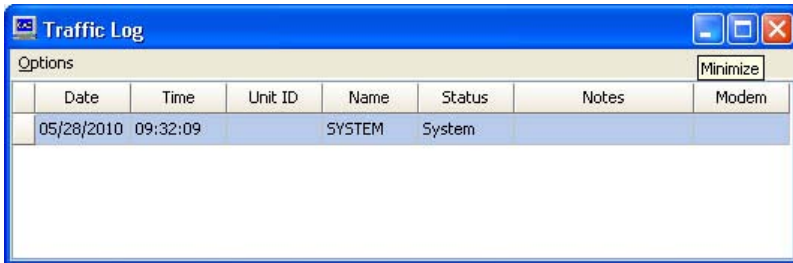 Traffic Log
Options
Minimize
Date Time Unit ID Name Status Notes Modem
05/28/2010 09:32:09 SYSTEM System